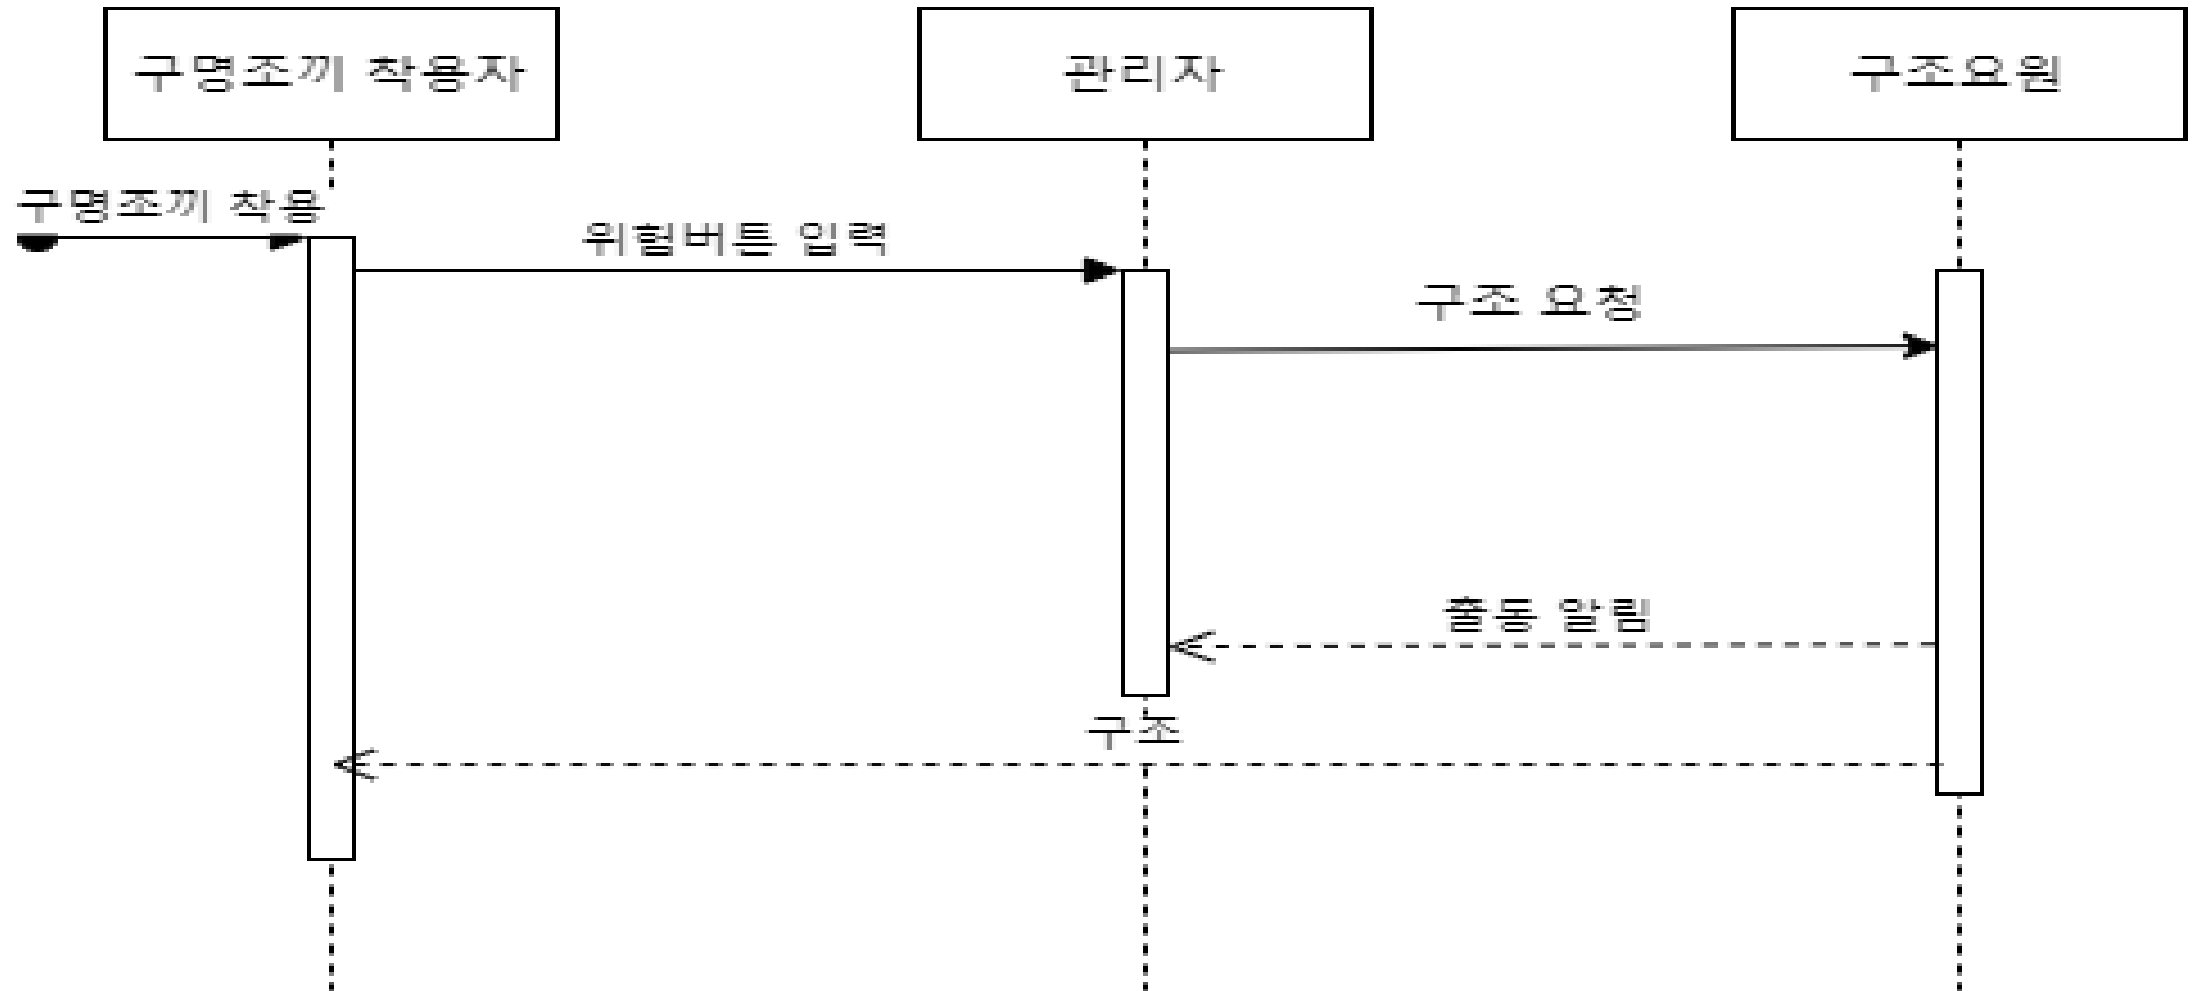 구명조끼 착용자
관리자
구조요원
구명조끼 착용
위험버튼 입력
구조 요청
출동 알림
구조